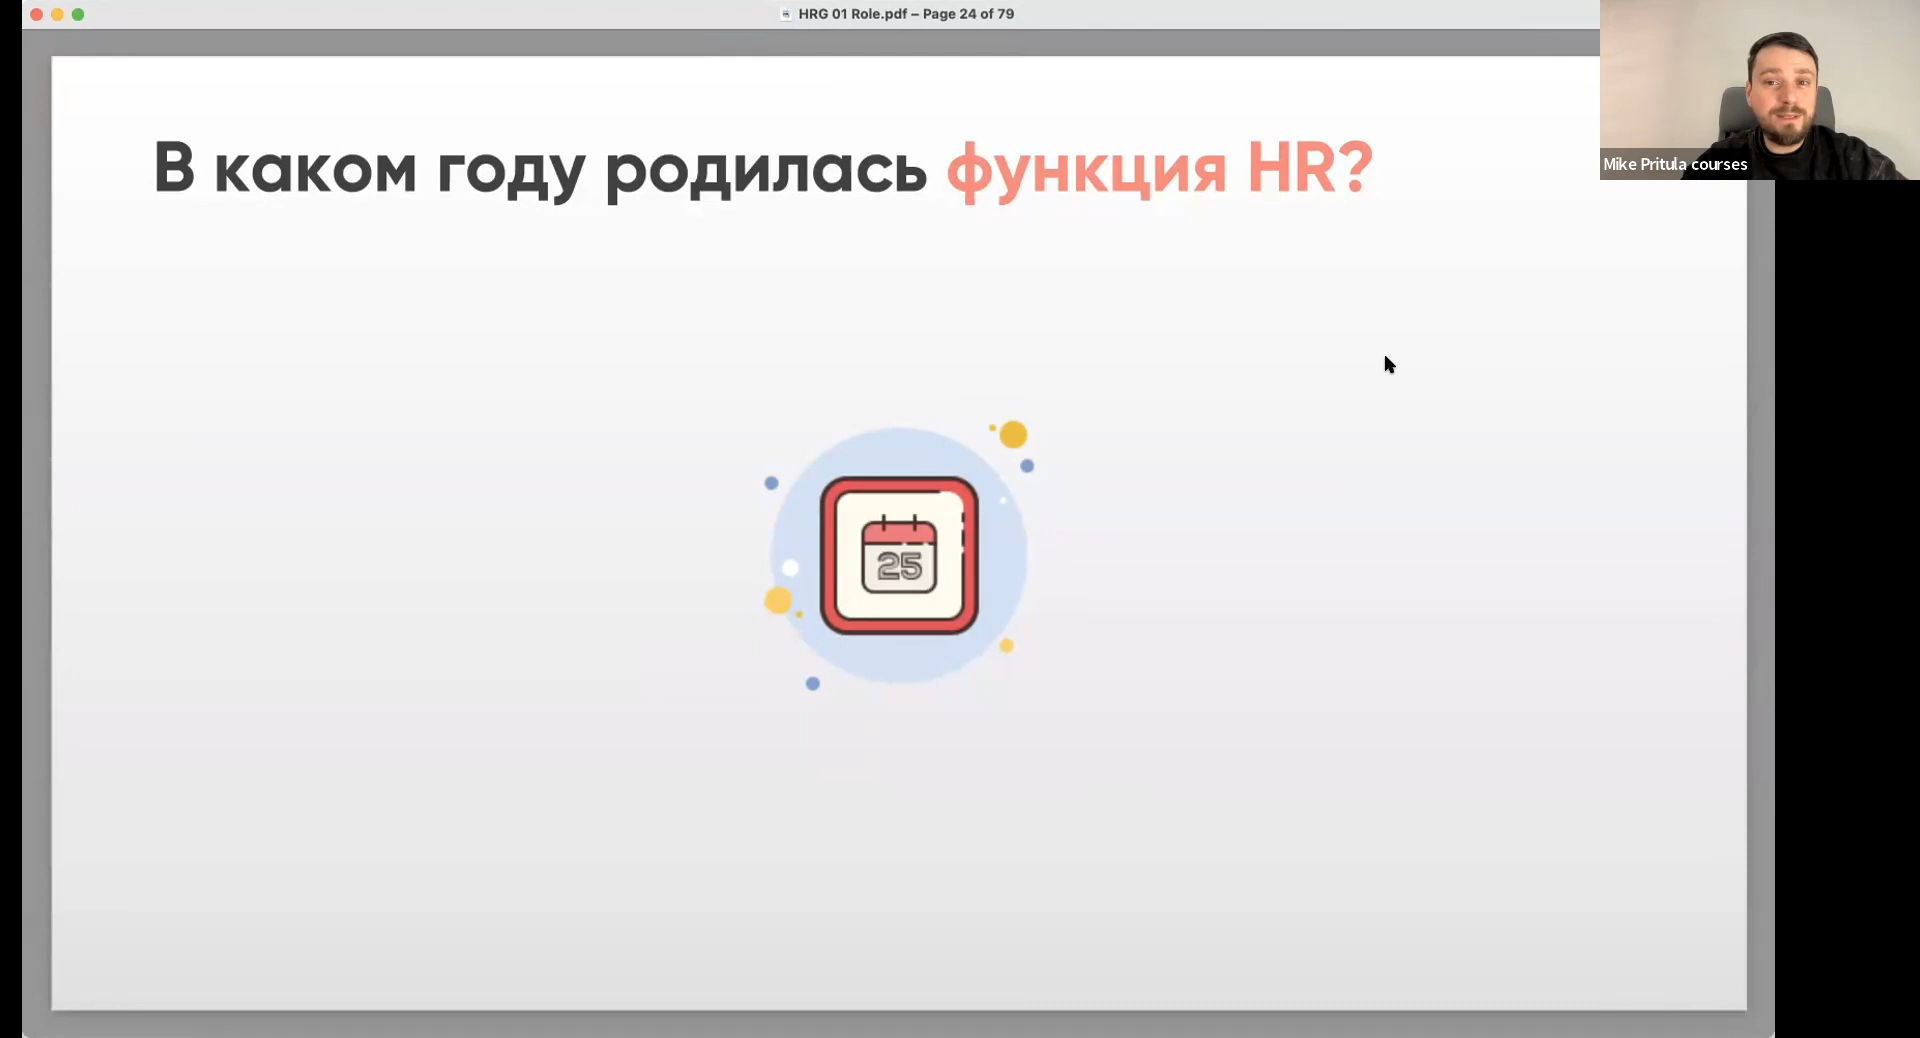 HRG 01 Role.pdf – Page 24 of 79
Mike Pritula courses
В каком году родилась функция HR?
25